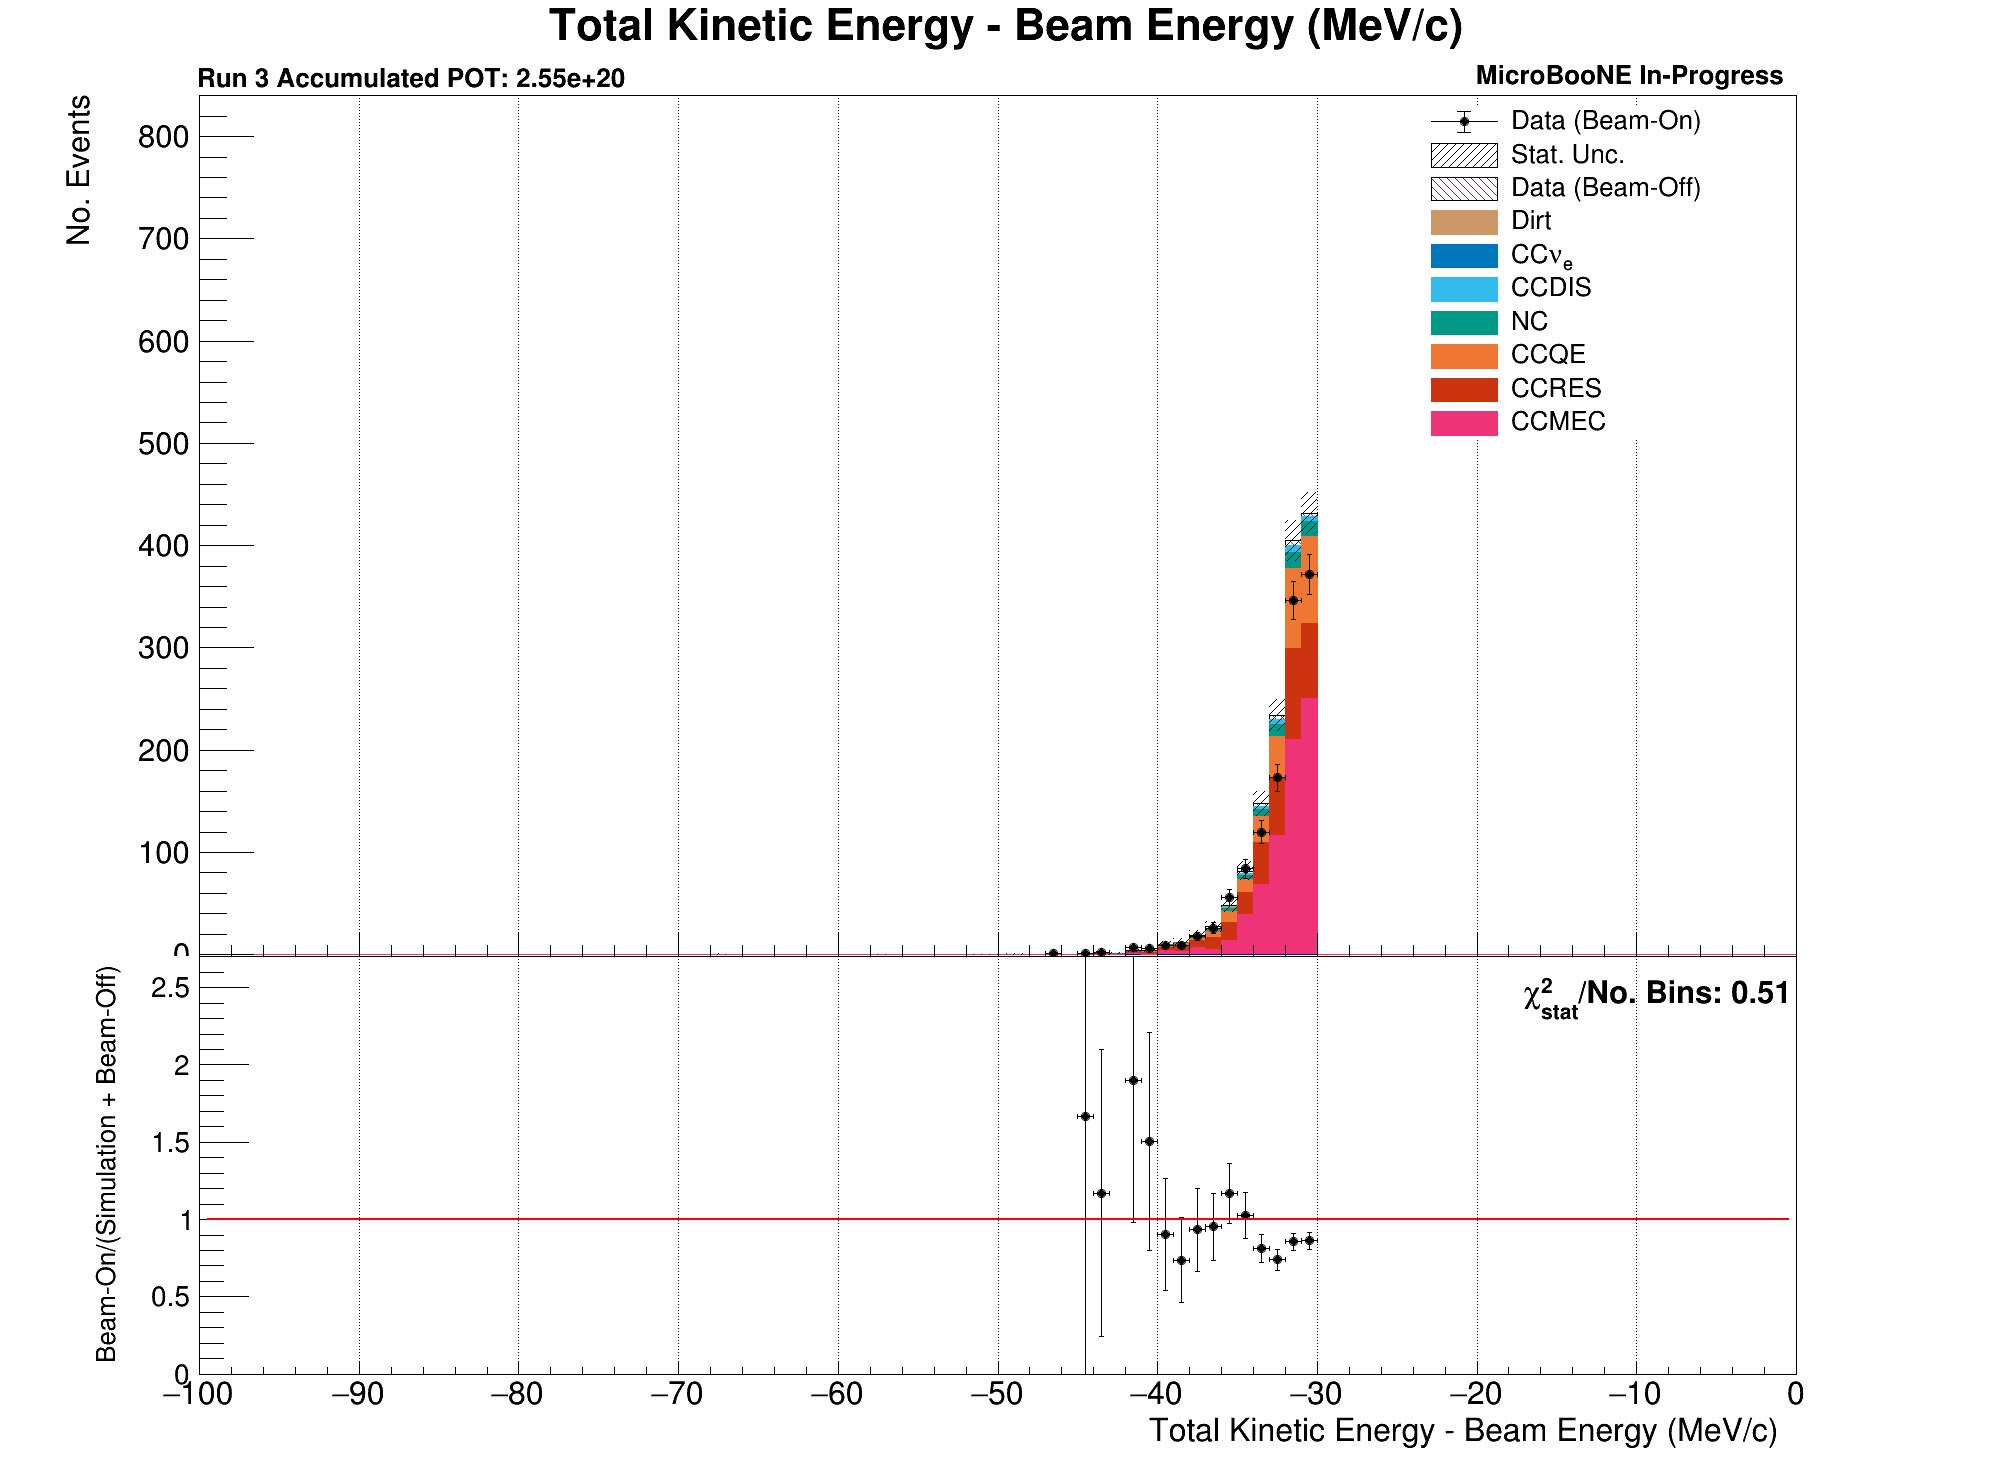 Total Kinetic Energy - Beam Energy (MeV/c)
Run 3 Accumulated POT: 2.55e+20
MicroBooNE In-Progress
No. Events
800
700
600
500
400
300
200
100
0
Data (Beam-On)
Stat. Unc.
Data (Beam-Off)
Dirt
CCνe
CCDIS
NC
CCQE
CCRES
CCMEC
Beam-On/(Simulation + Beam-Off)
2.5
2
1.5
1
0.5
0
χ²stat/No. Bins: 0.51
−100 −90 −80 −70 −60 −50 −40 −30 −20 −10 0
Total Kinetic Energy - Beam Energy (MeV/c)